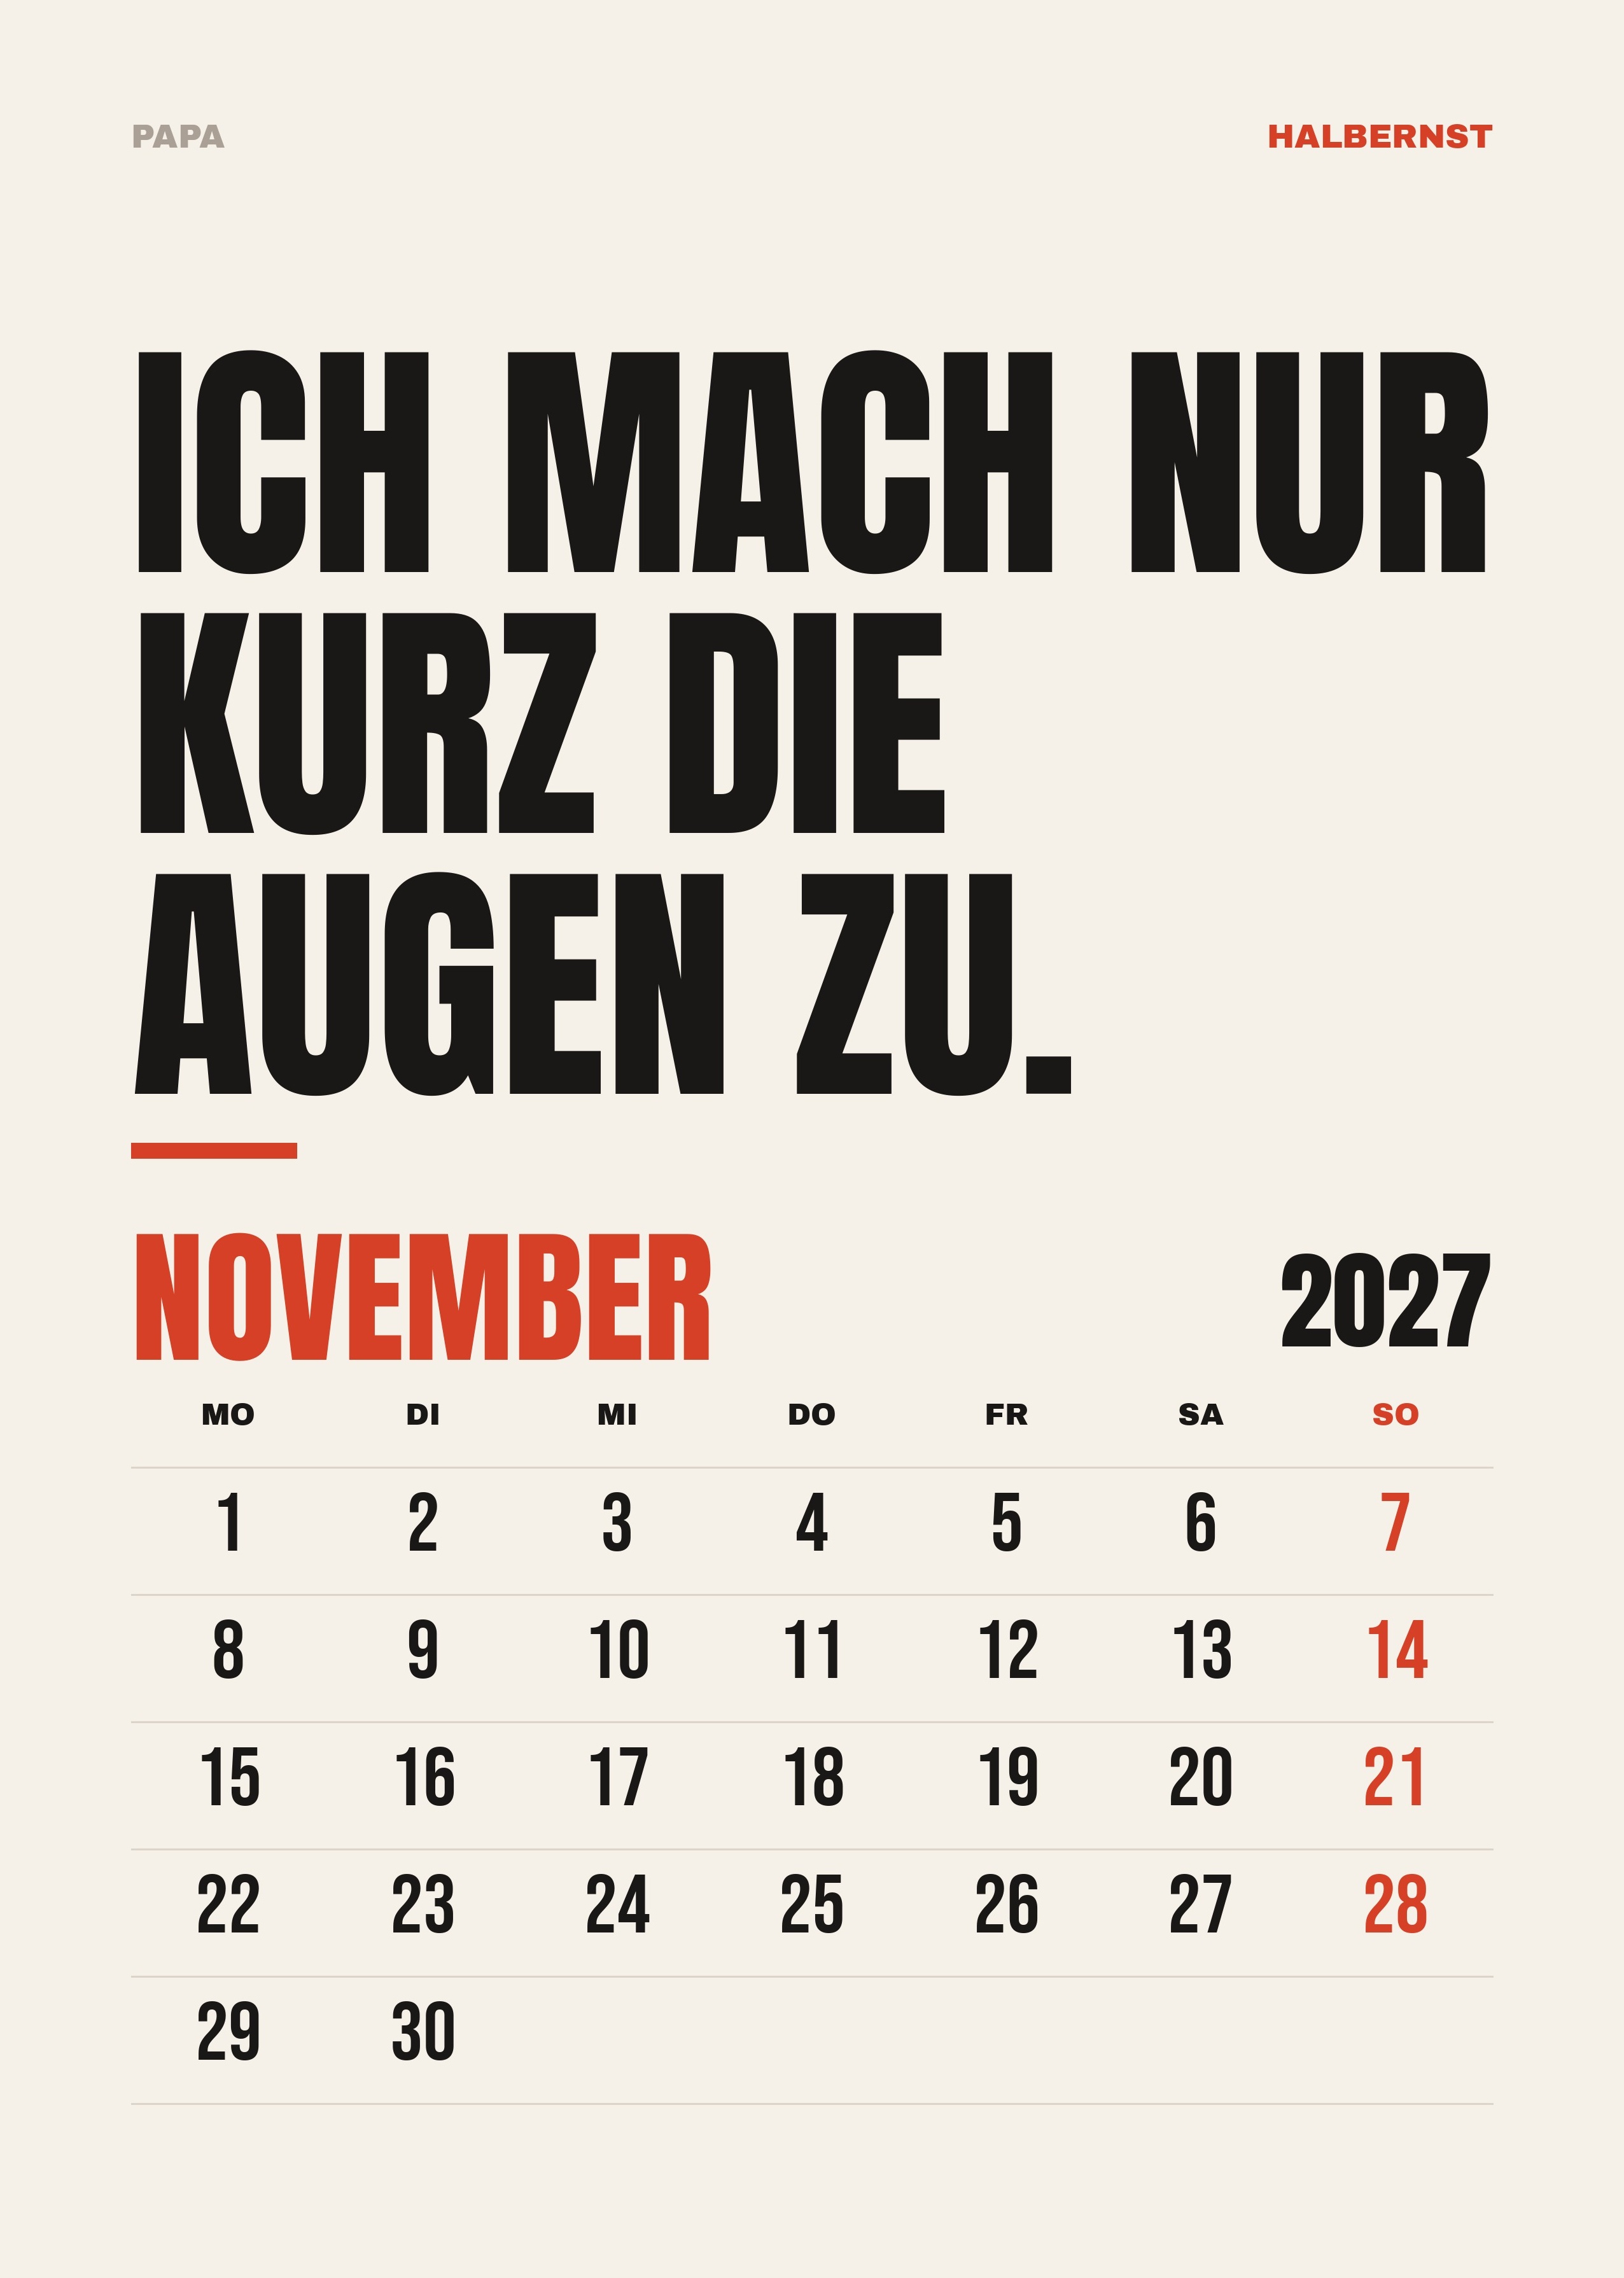 PAPA HALBERNST
ICH MACH NUR
KURZ DIE
AUGEN ZU.
NOVEMBER 2027
MO DI MI DO FR SA SO
1 2 3 4 5 6 7
8 9 10 11 12 13 14
15 16 17 18 19 20 21
22 23 24 25 26 27 28
29 30